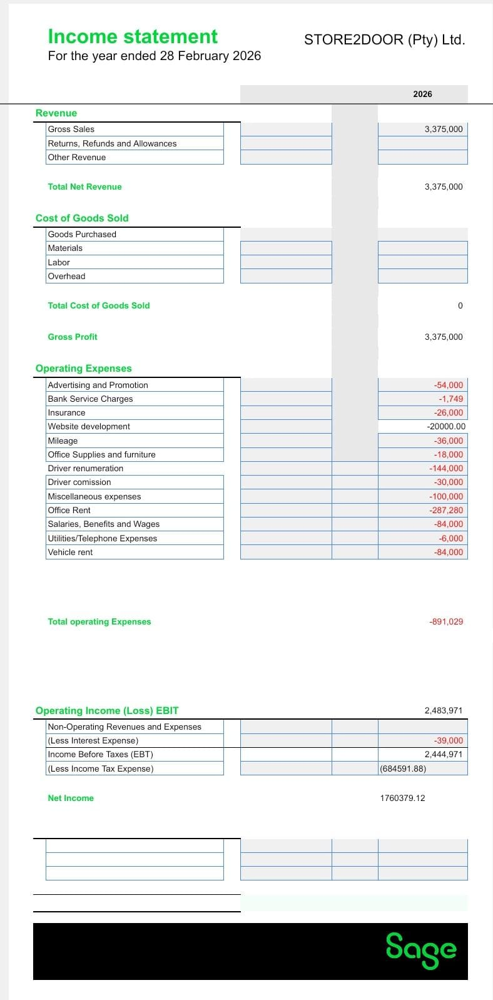 Income statement
STORE2DOOR (Pty) Ltd.
For the year ended 28 February 2026
2026
Revenue
Gross Sales 3,375,000
Returns, Refunds and Allowances
Other Revenue
Total Net Revenue 3,375,000
Cost of Goods Sold
Goods Purchased
Materials
Labor
Overhead
Total Cost of Goods Sold 0
Gross Profit 3,375,000
Operating Expenses
Advertising and Promotion -54,000
Bank Service Charges -1,749
Insurance -26,000
Website development -20000.00
Mileage -36,000
Office Supplies and furniture -18,000
Driver renumeration -144,000
Driver comission -30,000
Miscellaneous expenses -100,000
Office Rent -287,280
Salaries, Benefits and Wages -84,000
Utilities/Telephone Expenses -6,000
Vehicle rent -84,000
Total operating Expenses -891,029
Operating Income (Loss) EBIT 2,483,971
Non-Operating Revenues and Expenses
(Less Interest Expense) -39,000
Income Before Taxes (EBT) 2,444,971
(Less Income Tax Expense) (684591.88)
Net Income 1760379.12
Sage